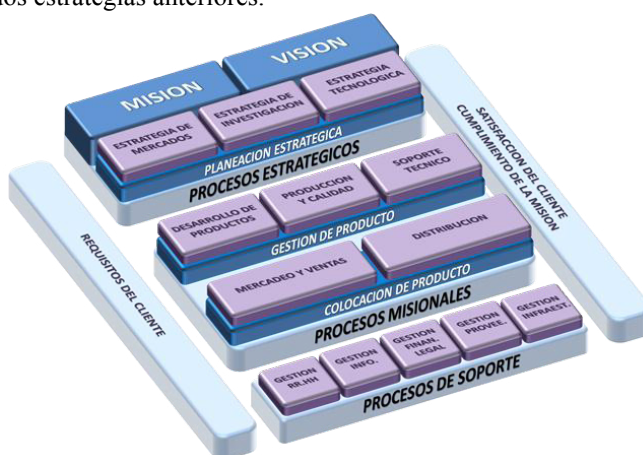 los estrategias anteriores.
MISION
VISION
ESTRATEGIA DE
MERCADOS
ESTRATEGIA DE
INVESTIGACION
ESTRATEGIA
TECNOLOGICA
PLANEACION ESTRATEGICA
PROCESOS ESTRATEGICOS
DESARROLLO DE
PRODUCTOS
PRODUCCION
Y CALIDAD
SOPORTE
TECNICO
GESTION DE PRODUCTO
MERCADEO Y VENTAS
DISTRIBUCION
COLOCACION DE PRODUCTO
PROCESOS MISIONALES
GESTION
RR.HH
GESTION
INFO.
GESTION
FINAN.
LEGAL
GESTION
PROVEE.
GESTION
INFRAEST.
PROCESOS DE SOPORTE
REQUISITOS DEL CLIENTE
SATISFACCION DEL CLIENTE
CUMPLIMIENTO DE LA MISION